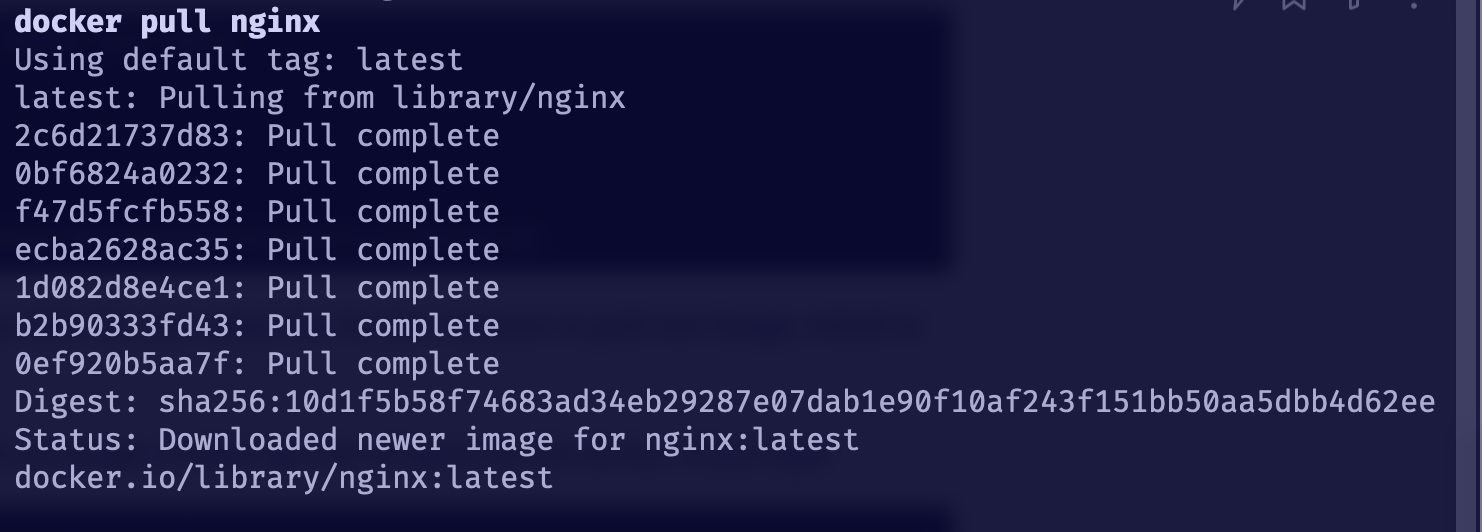 docker pull nginx
Using default tag: latest
latest: Pulling from library/nginx
2c6d21737d83: Pull complete
0bf6824a0232: Pull complete
f47d5fcfb558: Pull complete
ecba2628ac35: Pull complete
1d082d8e4ce1: Pull complete
b2b90333fd43: Pull complete
0ef920b5aa7f: Pull complete
Digest: sha256:10d1f5b58f74683ad34eb29287e07dab1e90f10af243f151bb50aa5dbb4d62ee
Status: Downloaded newer image for nginx:latest
docker.io/library/nginx:latest